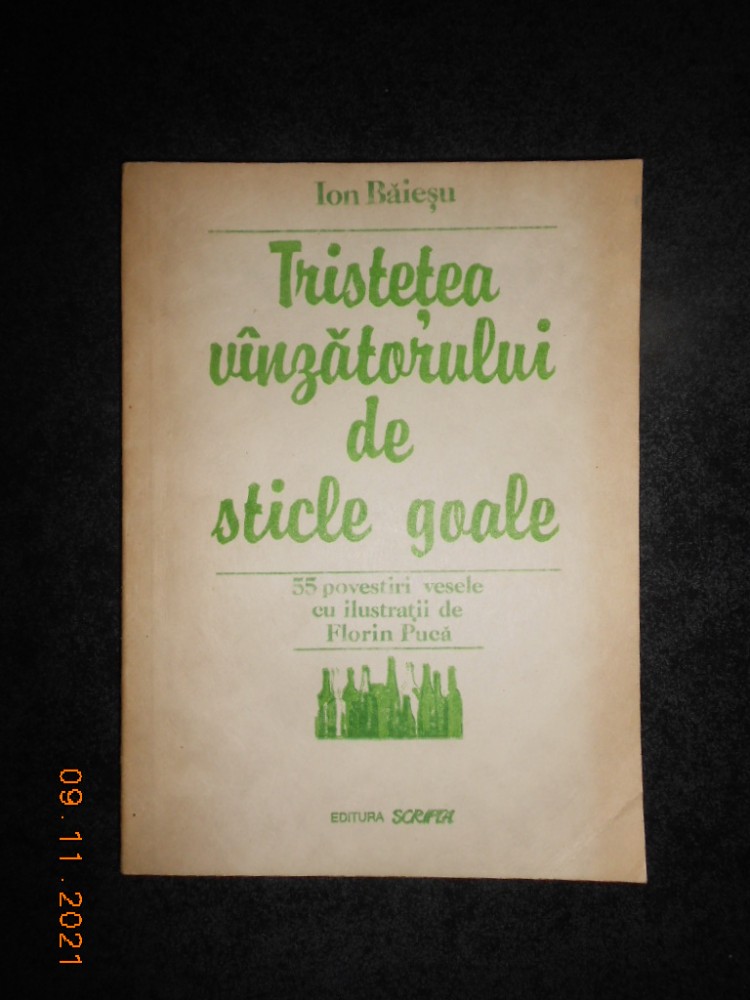 Ion Băieșu
Tristețea
vînzătorului
de
sticle goale
55 povestiri vesele
cu ilustrații de
Florin Pucă
EDITURA SCRIPTA
09.11.2021